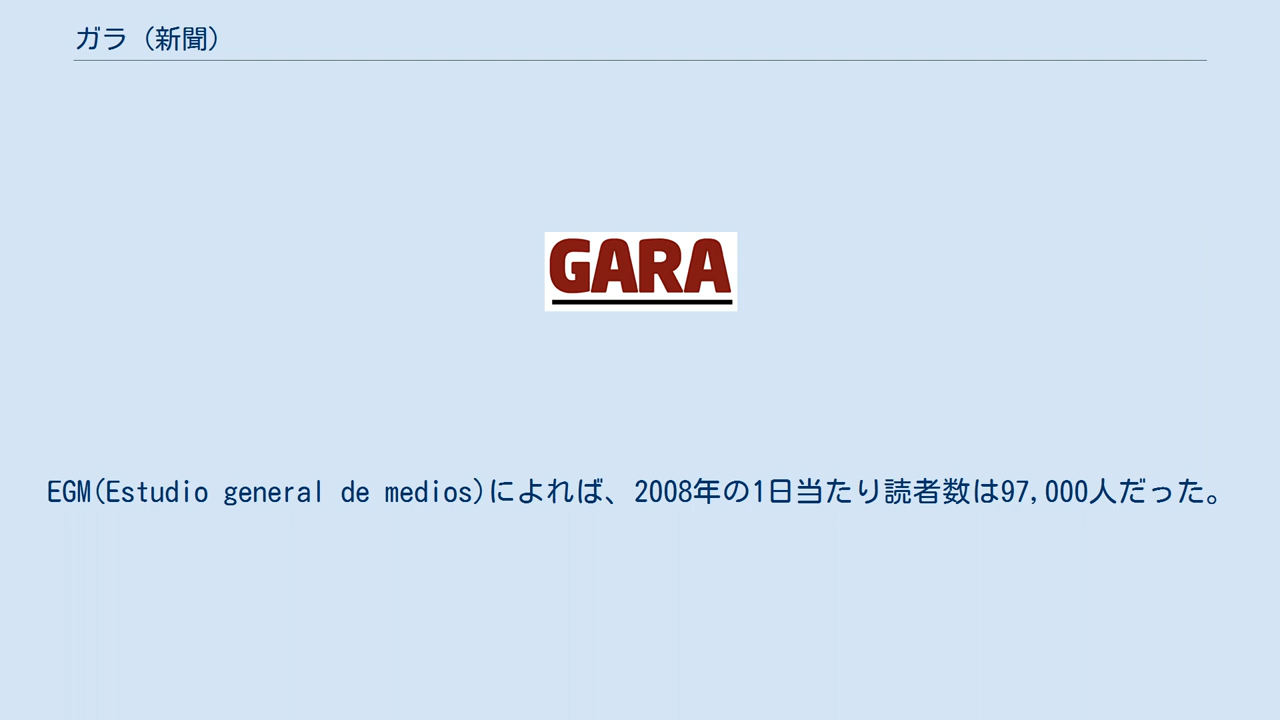 ガラ（新聞）
GARA
EGM(Estudio general de medios)によれば、2008年の1日当たり読者数は97,000人だった。